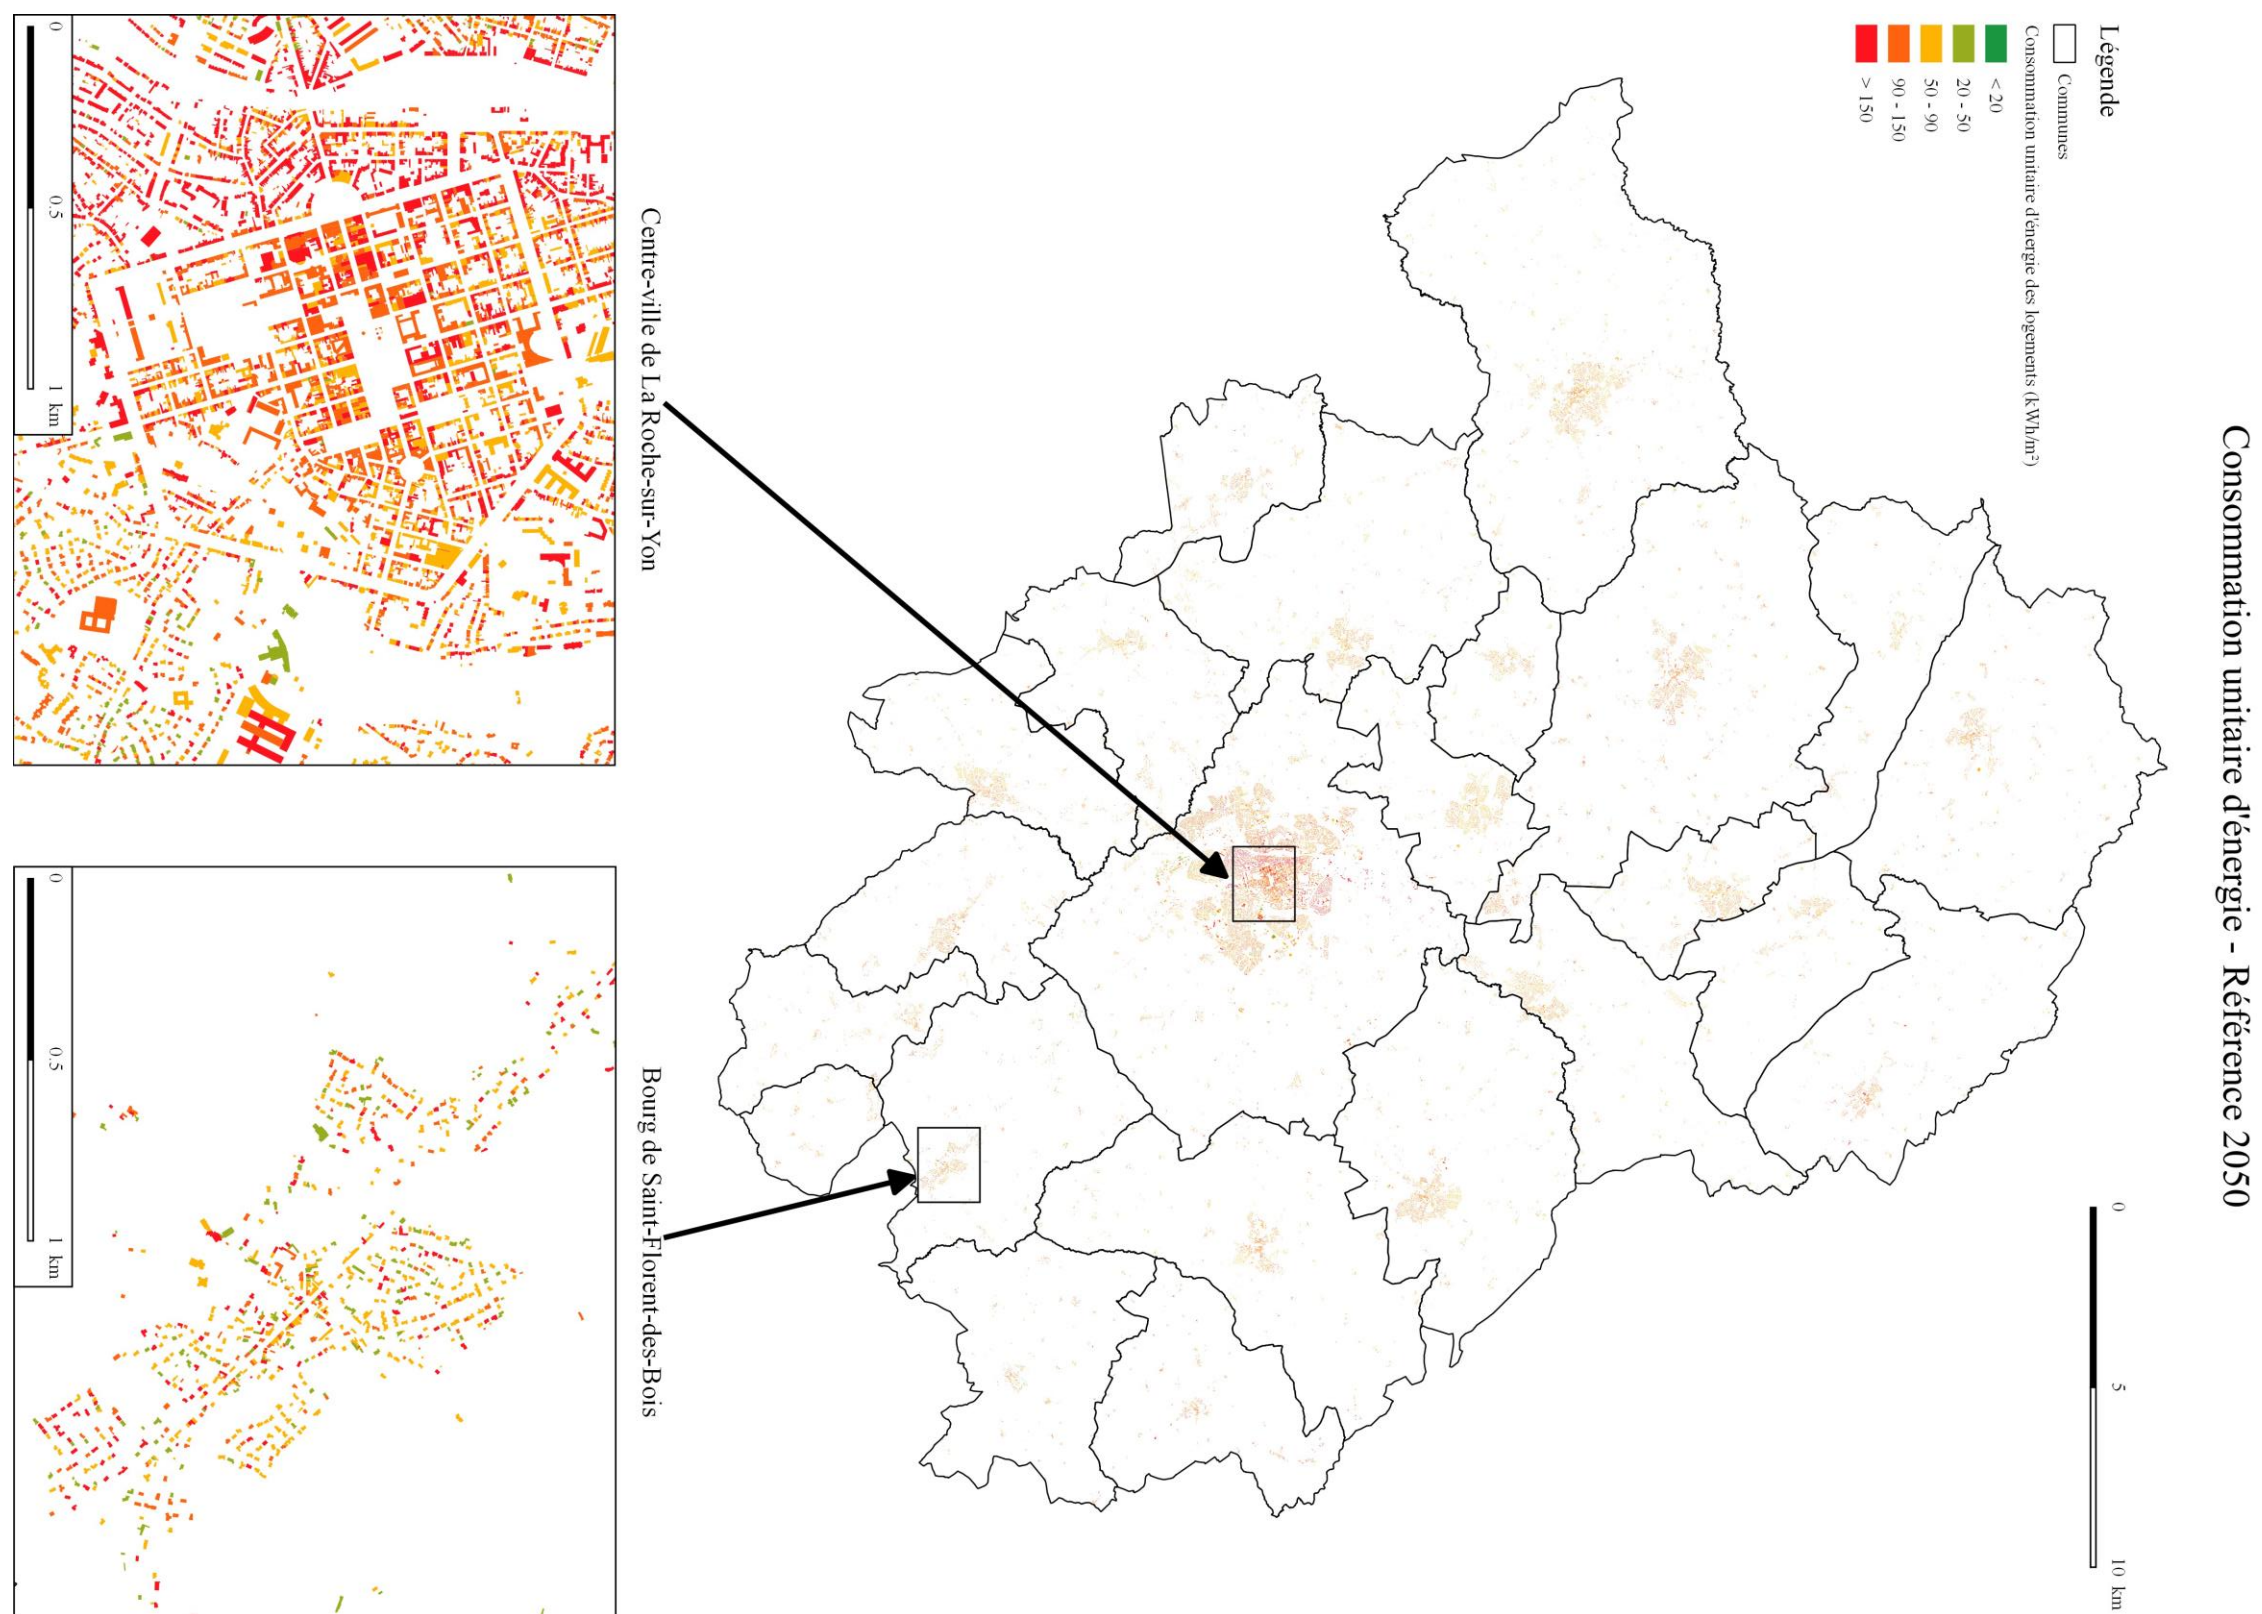 Consommation unitaire d'énergie - Référence 2050
Légende
Communes
Consommation unitaire d'énergie des logements (kWh/m²)
< 20
20 - 50
50 - 90
90 - 150
> 150
0 5 10 km
Centre-ville de La Roche-sur-Yon
Bourg de Saint-Florent-des-Bois
0 0.5 1 km
0 0.5 1 km